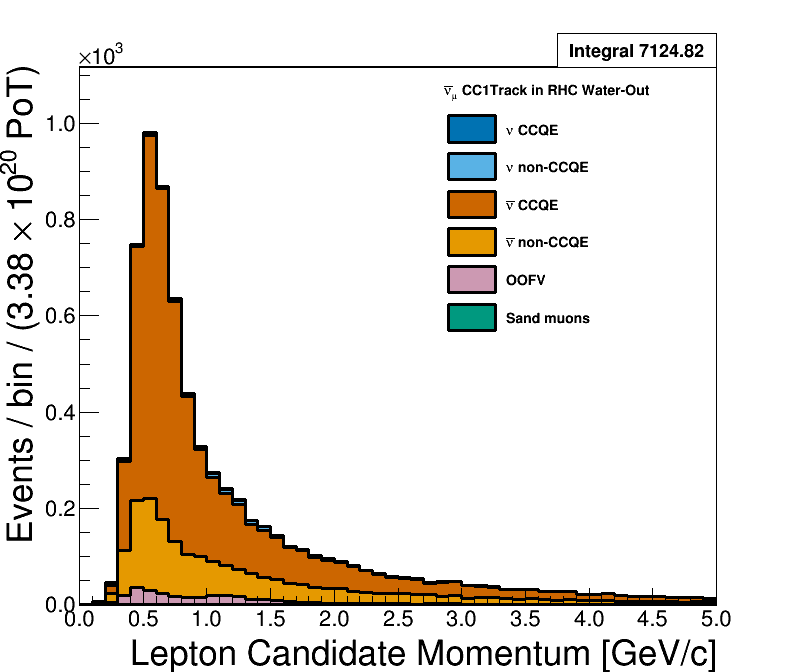 Integral 7124.82
×10³
ν̅μ CC1Track in RHC Water-Out
ν CCQE
ν non-CCQE
ν̅ CCQE
ν̅ non-CCQE
OOFV
Sand muons
Events / bin / (3.38 × 10²⁰ PoT)
1.0
0.8
0.6
0.4
0.2
0.0
0.0 0.5 1.0 1.5 2.0 2.5 3.0 3.5 4.0 4.5 5.0
Lepton Candidate Momentum [GeV/c]